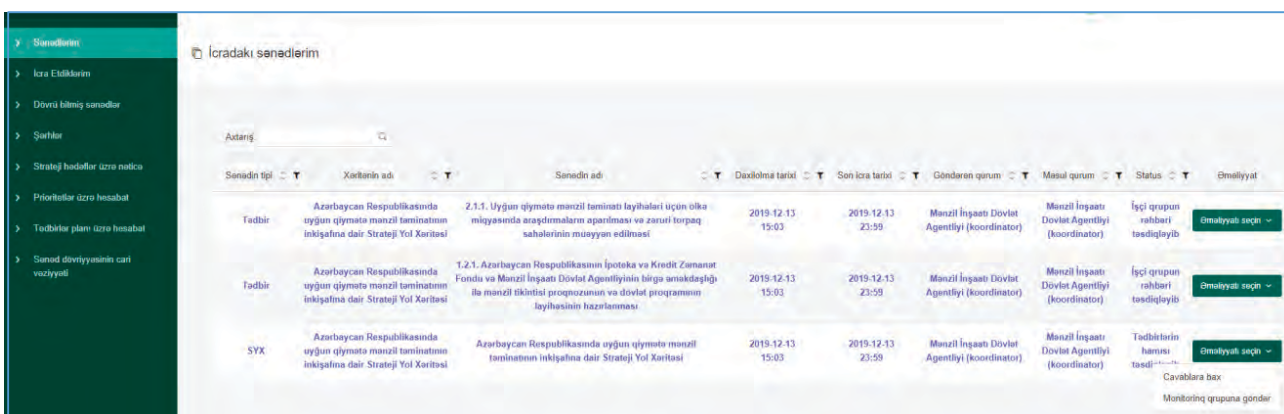 Sənədlərim
İcra Etdiklərim
Dövrü bitmiş sənədlər
Şərhlər
Strateji hədəflər üzrə nəticə
Prioritetlər üzrə hesabat
Tədbirlər planı üzrə hesabat
Sənəd dövriyyəsinin cari
vəziyyəti
İcradakı sənədlərim
Axtarış
Sənədin tipi Xəritənin adı Sənədin adı Daxilolma tarixi Son icra tarixi Göndərən qurum Məsul qurum Status Əməliyyat
Tədbir
Azərbaycan Respublikasında
uyğun qiymətə mənzil təminatının
inkişafına dair Strateji Yol Xəritəsi
2.1.1. Uyğun qiymətə mənzil təminatı layihələri üçün ölkə
miqyasında araşdırmaların aparılması və zəruri torpaq
sahələrinin müəyyən edilməsi
2019-12-13
15:03
2019-12-13
23:59
Mənzil İnşaatı Dövlət
Agentliyi (koordinator)
Mənzil İnşaatı
Dövlət Agentliyi
(koordinator)
İşçi qrupun
rəhbəri
təsdiqləyib
Əməliyyatı seçin
Tədbir
Azərbaycan Respublikasında
uyğun qiymətə mənzil təminatının
inkişafına dair Strateji Yol Xəritəsi
1.2.1. Azərbaycan Respublikasının İpoteka və Kredit Zəmanət
Fondu və Mənzil İnşaatı Dövlət Agentliyinin birgə əməkdaşlığı
ilə mənzil tikintisi proqnozunun və dövlət proqramının
layihəsinin hazırlanması
2019-12-13
15:03
2019-12-13
23:59
Mənzil İnşaatı Dövlət
Agentliyi (koordinator)
Mənzil İnşaatı
Dövlət Agentliyi
(koordinator)
İşçi qrupun
rəhbəri
təsdiqləyib
Əməliyyatı seçin
SYX
Azərbaycan Respublikasında
uyğun qiymətə mənzil təminatının
inkişafına dair Strateji Yol Xəritəsi
Azərbaycan Respublikasında uyğun qiymətə mənzil
təminatının inkişafına dair Strateji Yol Xəritəsi
2019-12-13
15:03
2019-12-13
23:59
Mənzil İnşaatı Dövlət
Agentliyi (koordinator)
Mənzil İnşaatı
Dövlət Agentliyi
(koordinator)
Tədbirlərin
hamısı
Əməliyyatı seçin
Cavablara bax
Monitorinq qrupuna göndər